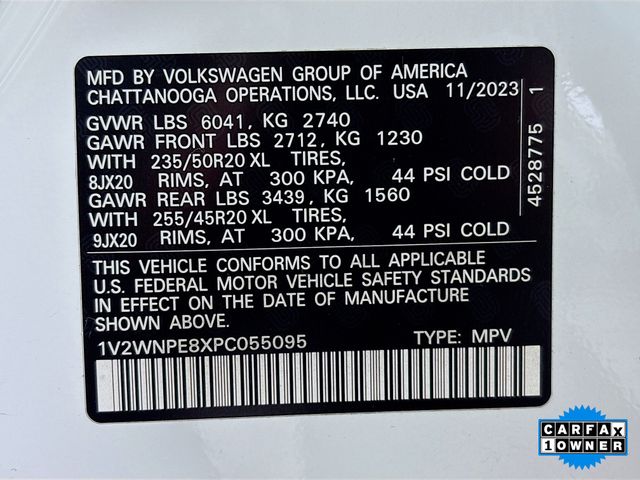 MFD BY VOLKSWAGEN GROUP OF AMERICA
CHATTANOOGA OPERATIONS, LLC. USA 11/2023
GVWR LBS 6041, KG 2740
GAWR FRONT LBS 2712, KG 1230
WITH 235/50R20 XL TIRES,
8JX20 RIMS, AT 300 KPA, 44 PSI COLD
GAWR REAR LBS 3439, KG 1560
WITH 255/45R20 XL TIRES,
9JX20 RIMS, AT 300 KPA, 44 PSI COLD
THIS VEHICLE CONFORMS TO ALL APPLICABLE
U.S. FEDERAL MOTOR VEHICLE SAFETY STANDARDS
IN EFFECT ON THE DATE OF MANUFACTURE
SHOWN ABOVE.
1V2WNPE8XPC055095 TYPE: MPV
4528775 1
CARFAX
1 OWNER